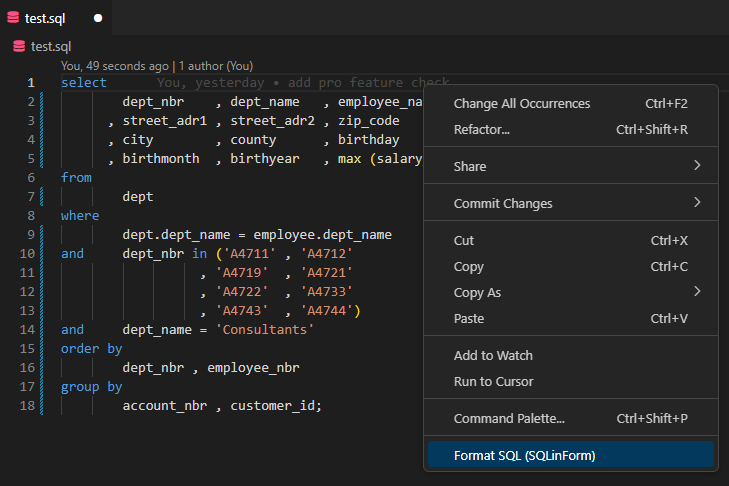 test.sql
test.sql
You, 49 seconds ago | 1 author (You)
1 select You, yesterday • add pro feature check
2 dept_nbr , dept_name , employee_na
3 , street_adr1 , street_adr2 , zip_code
4 , city , county , birthday
5 , birthmonth , birthyear , max (salary
6 from
7 dept
8 where
9 dept.dept_name = employee.dept_name
10 and dept_nbr in ('A4711' , 'A4712'
11 , 'A4719' , 'A4721'
12 , 'A4722' , 'A4733'
13 , 'A4743' , 'A4744')
14 and dept_name = 'Consultants'
15 order by
16 dept_nbr , employee_nbr
17 group by
18 account_nbr , customer_id;
Change All Occurrences Ctrl+F2
Refactor... Ctrl+Shift+R
Share
Commit Changes
Cut Ctrl+X
Copy Ctrl+C
Copy As
Paste Ctrl+V
Add to Watch
Run to Cursor
Command Palette... Ctrl+Shift+P
Format SQL (SQLinForm)